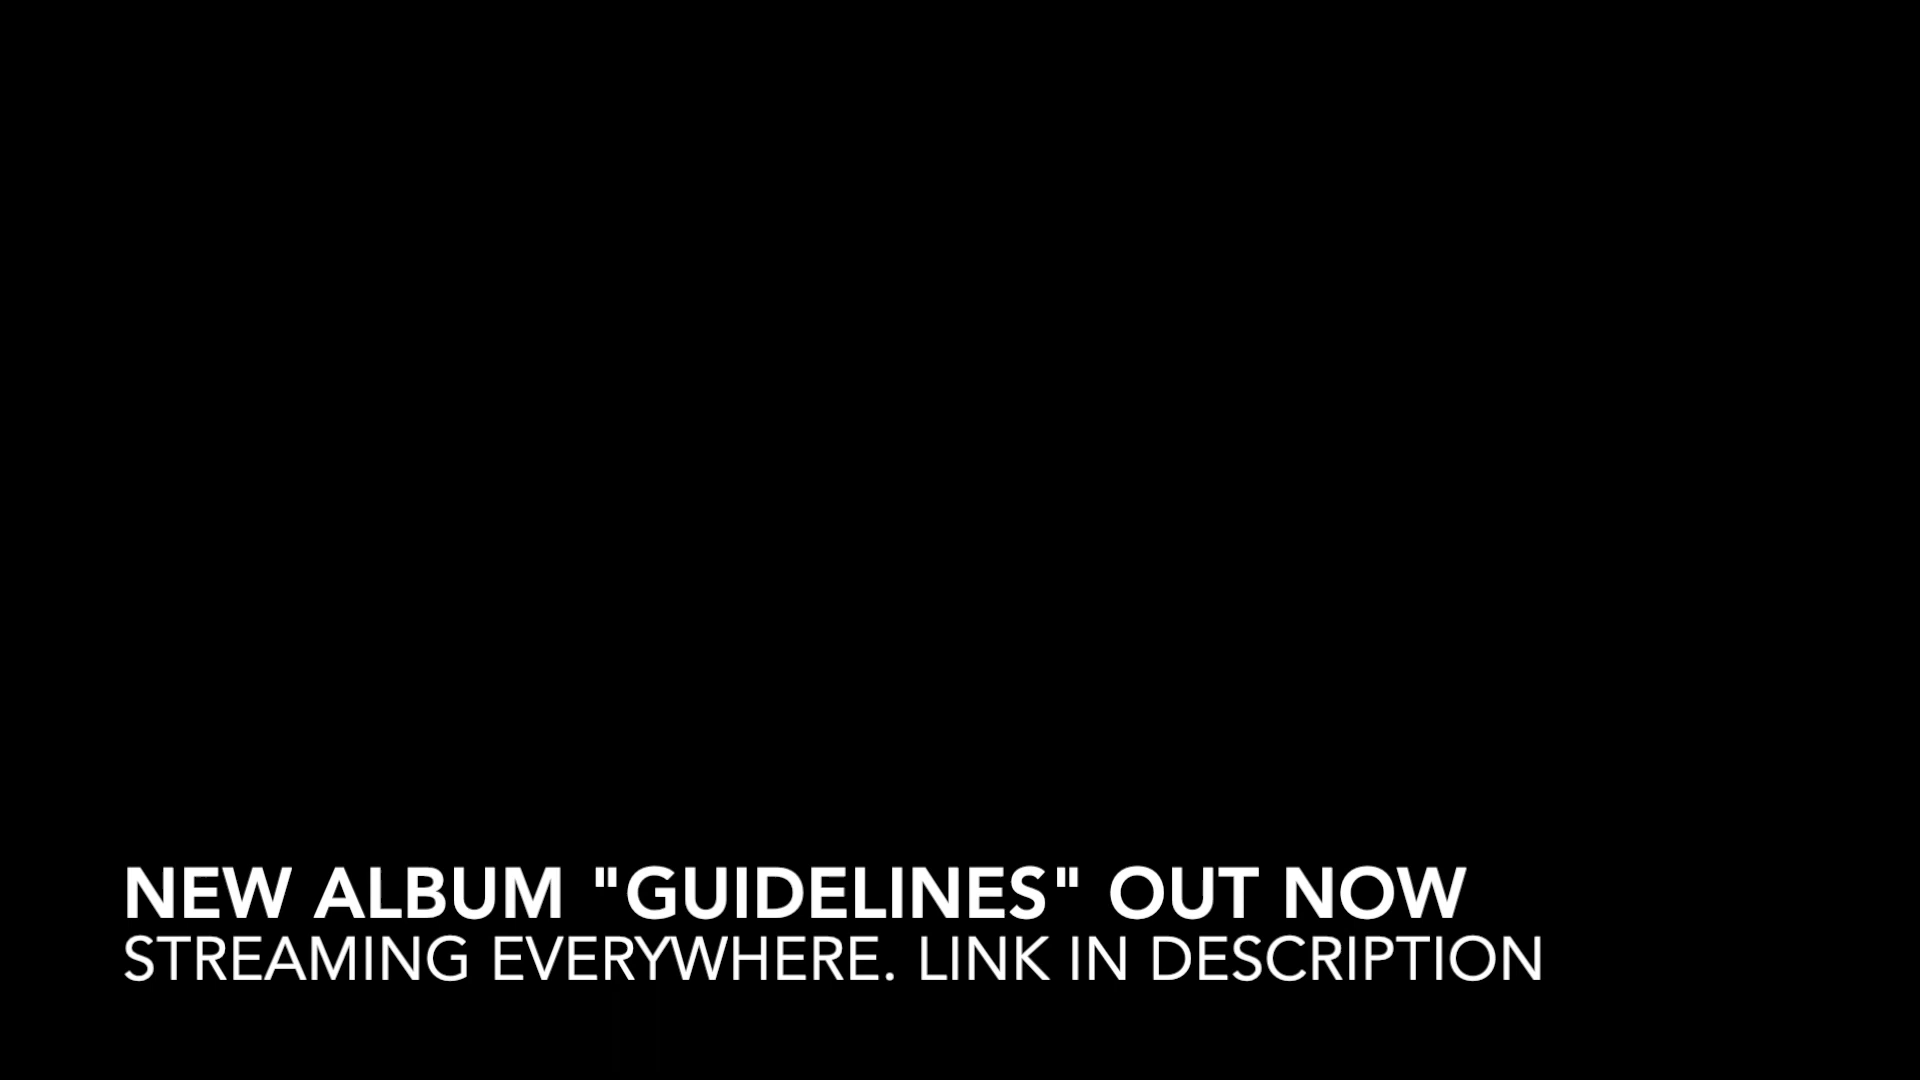 NEW ALBUM "GUIDELINES" OUT NOW
STREAMING EVERYWHERE. LINK IN DESCRIPTION